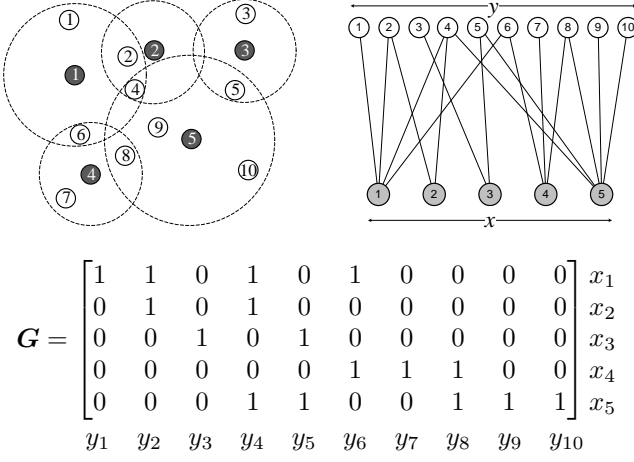 1
3
2
2
3
1
4
5
6
9
5
8
4
10
7
y
1 2 3 4 5 6 7 8 9 10
1 2 3 4 5
x
G = [1 1 0 1 0 1 0 0 0 0] x₁
0 1 0 1 0 0 0 0 0 0 x₂
0 0 1 0 1 0 0 0 0 0 x₃
0 0 0 0 0 1 1 1 0 0 x₄
0 0 0 1 1 0 0 1 1 1 x₅
y₁ y₂ y₃ y₄ y₅ y₆ y₇ y₈ y₉ y₁₀